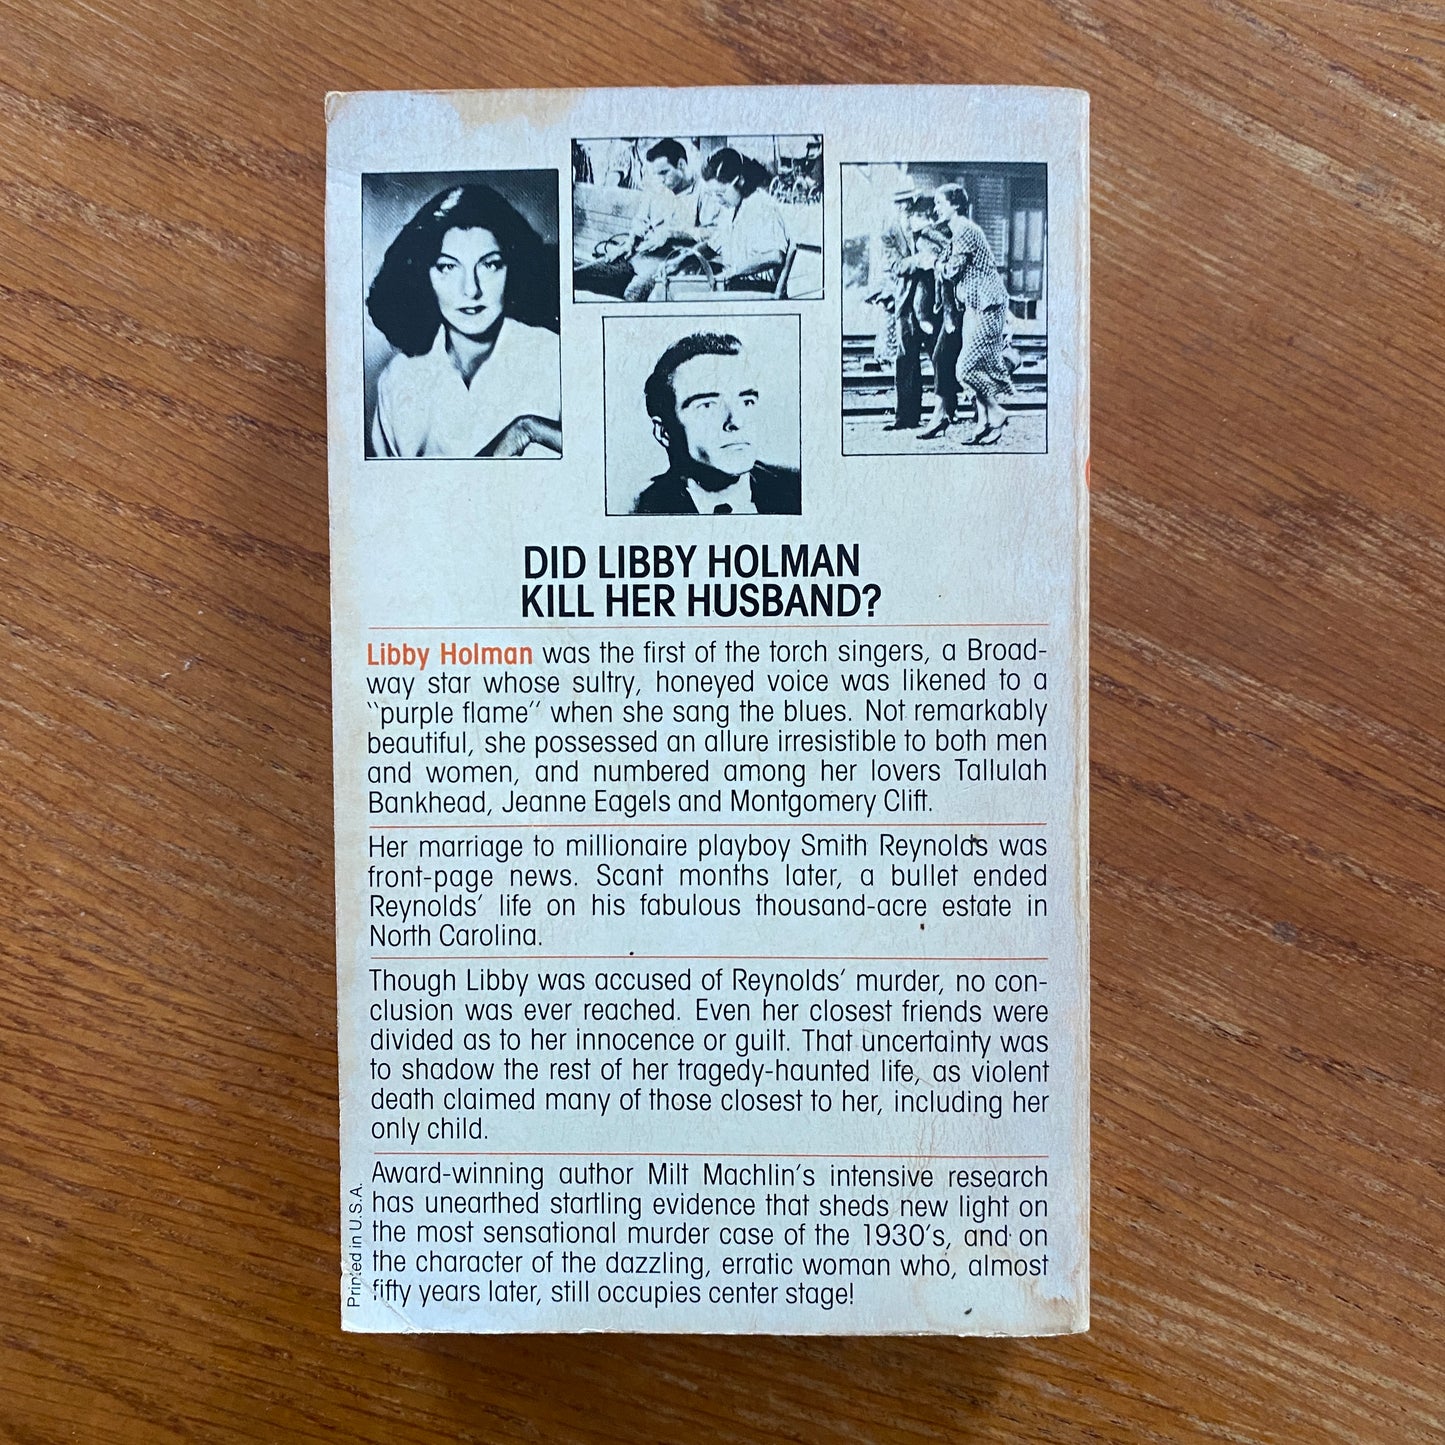 DID LIBBY HOLMAN
KILL HER HUSBAND?
Libby Holman was the first of the torch singers, a Broad-
way star whose sultry, honeyed voice was likened to a
"purple flame" when she sang the blues. Not remarkably
beautiful, she possessed an allure irresistible to both men
and women, and numbered among her lovers Tallulah
Bankhead, Jeanne Eagels and Montgomery Clift.
Her marriage to millionaire playboy Smith Reynolds was
front-page news. Scant months later, a bullet ended
Reynolds' life on his fabulous thousand-acre estate in
North Carolina.
Though Libby was accused of Reynolds' murder, no con-
clusion was ever reached. Even her closest friends were
divided as to her innocence or guilt. That uncertainty was
to shadow the rest of her tragedy-haunted life, as violent
death claimed many of those closest to her, including her
only child.
Award-winning author Milt Machlin's intensive research
has unearthed startling evidence that sheds new light on
the most sensational murder case of the 1930's, and on
the character of the dazzling, erratic woman who, almost
fifty years later, still occupies center stage!
Printed in U.S.A.